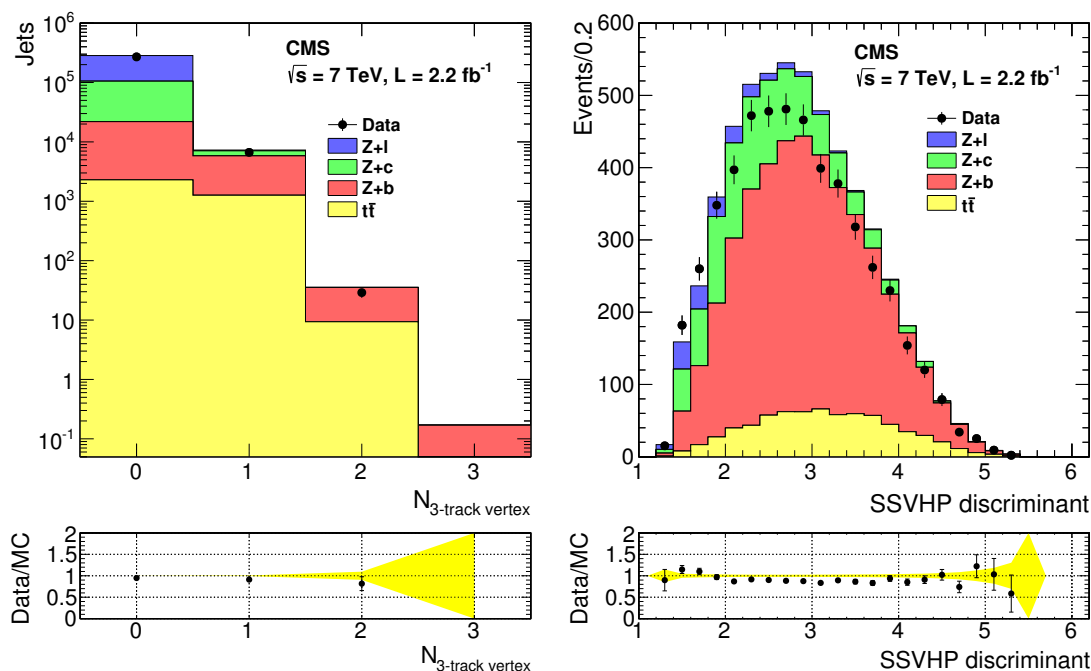 Jets
10^6
10^5
10^4
10^3
10^2
10
1
10^-1
CMS
√s = 7 TeV, L = 2.2 fb^-1
Data
Z+l
Z+c
Z+b
tt̄
0 1 2 3
N_3-track vertex
Data/MC
2
1.5
1
0.5
0
0 1 2 3
N_3-track vertex
Events/0.2
600
500
400
300
200
100
0
CMS
√s = 7 TeV, L = 2.2 fb^-1
Data
Z+l
Z+c
Z+b
tt̄
1 2 3 4 5 6
SSVHP discriminant
Data/MC
2
1.5
1
0.5
0
1 2 3 4 5 6
SSVHP discriminant